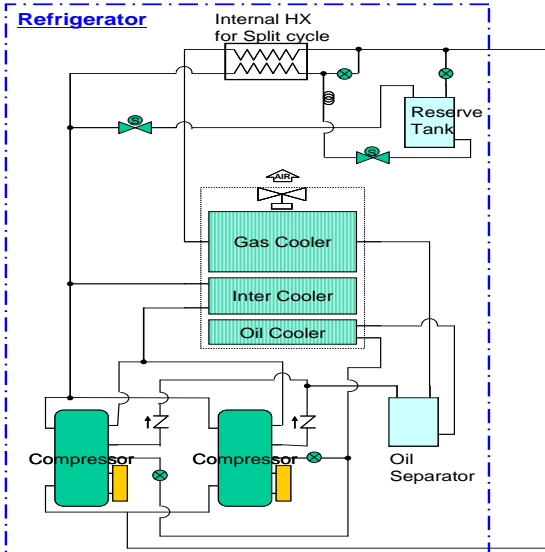 Refrigerator
Internal HX
for Split cycle
S
Reserve
Tank
S
AIR
Gas Cooler
Inter Cooler
Oil Cooler
Compressor
Compressor
Oil
Separator